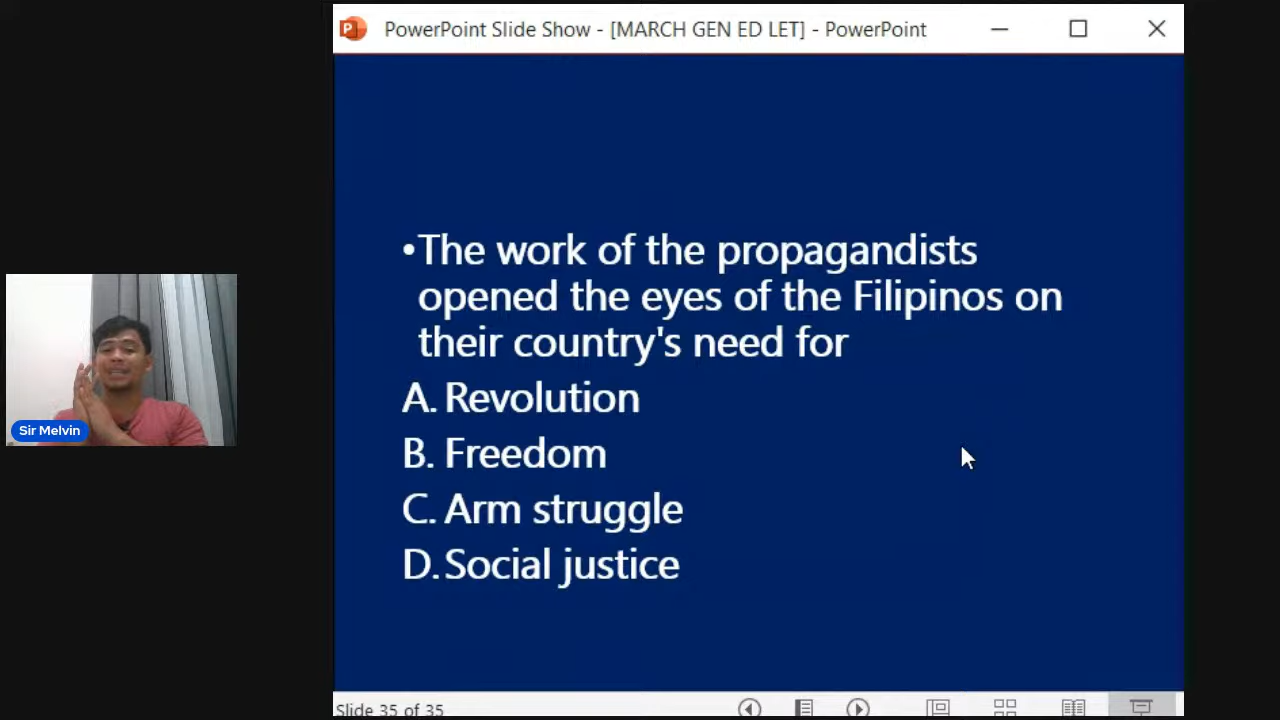 PowerPoint Slide Show - [MARCH GEN ED LET] - PowerPoint
•The work of the propagandists
opened the eyes of the Filipinos on
their country's need for
A. Revolution
B. Freedom
C. Arm struggle
D. Social justice
Sir Melvin
Slide 35 of 35